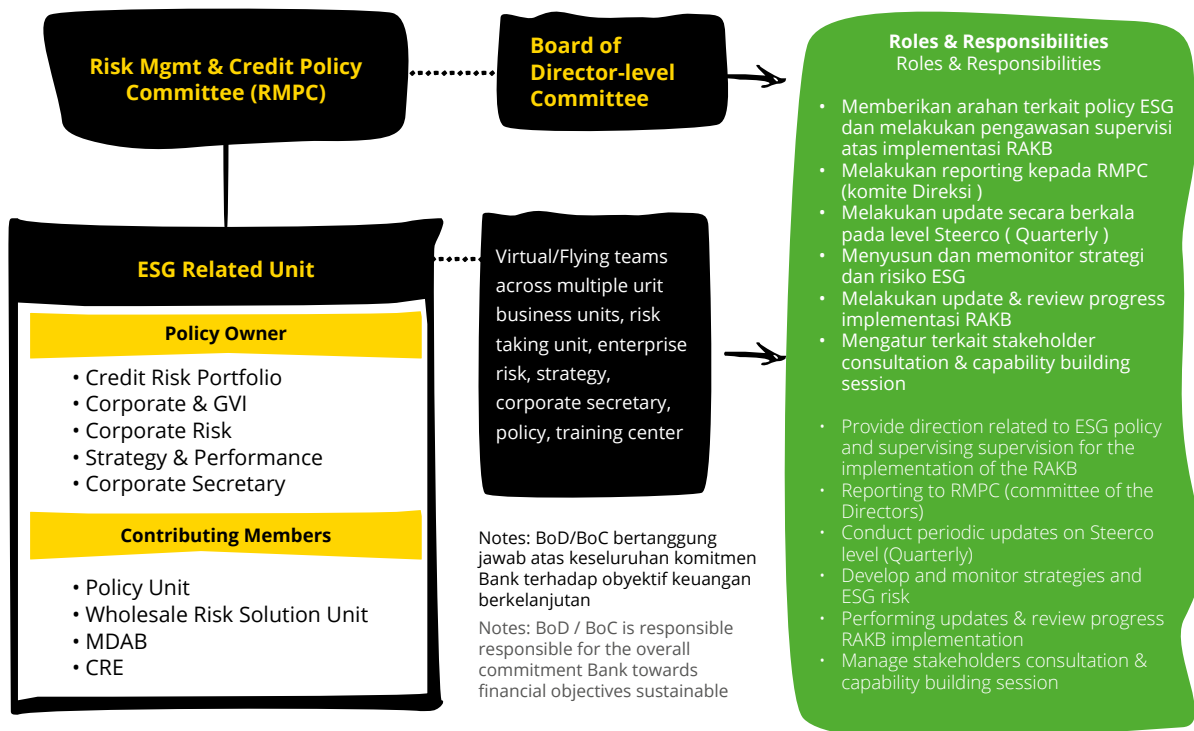 Risk Mgmt & Credit Policy
Committee (RMPC)
Board of
Director-level
Committee
ESG Related Unit
Policy Owner
• Credit Risk Portfolio
• Corporate & GVI
• Corporate Risk
• Strategy & Performance
• Corporate Secretary
Contributing Members
• Policy Unit
• Wholesale Risk Solution Unit
• MDAB
• CRE
Virtual/Flying teams
across multiple urit
business units, risk
taking unit, enterprise
risk, strategy,
corporate secretary,
policy, training center
Notes: BoD/BoC bertanggung
jawab atas keseluruhan komitmen
Bank terhadap obyektif keuangan
berkelanjutan
Notes: BoD / BoC is responsible
responsible for the overall
commitment Bank towards
financial objectives sustainable
Roles & Responsibilities
Roles & Responsibilities
• Memberikan arahan terkait policy ESG
dan melakukan pengawasan supervisi
atas implementasi RAKB
• Melakukan reporting kepada RMPC
(komite Direksi )
• Melakukan update secara berkala
pada level Steerco ( Quarterly )
• Menyusun dan memonitor strategi
dan risiko ESG
• Melakukan update & review progress
implementasi RAKB
• Mengatur terkait stakeholder
consultation & capability building
session
• Provide direction related to ESG policy
and supervising supervision for the
implementation of the RAKB
• Reporting to RMPC (committee of the
Directors)
• Conduct periodic updates on Steerco
level (Quarterly)
• Develop and monitor strategies and
ESG risk
• Performing updates & review progress
RAKB implementation
• Manage stakeholders consultation &
capability building session